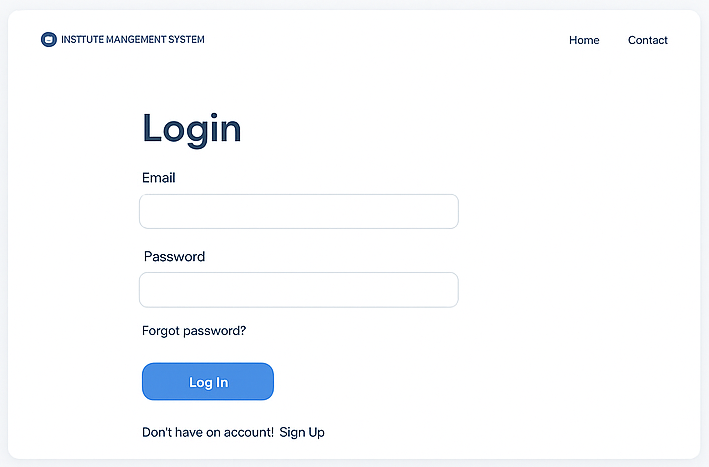 INSTTUTE MANGEMENT SYSTEM
Home Contact
Login
Email
Password
Forgot password?
Log In
Don't have on account! Sign Up